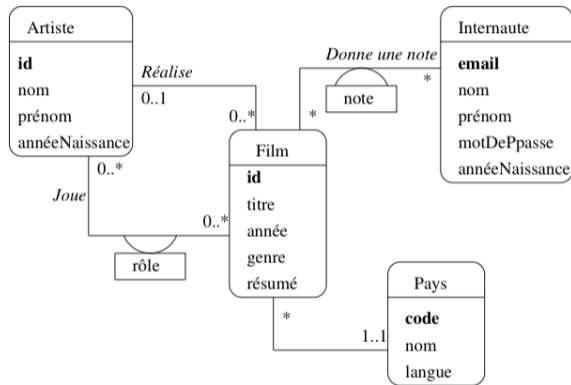 Artiste
id
nom
prénom
annéeNaissance
Réalise
0..1
0..*
Donne une note
note
*
*
Internaute
email
nom
prénom
motDePpasse
annéeNaissance
0..*
Joue
0..*
rôle
Film
id
titre
année
genre
résumé
*
1..1
Pays
code
nom
langue